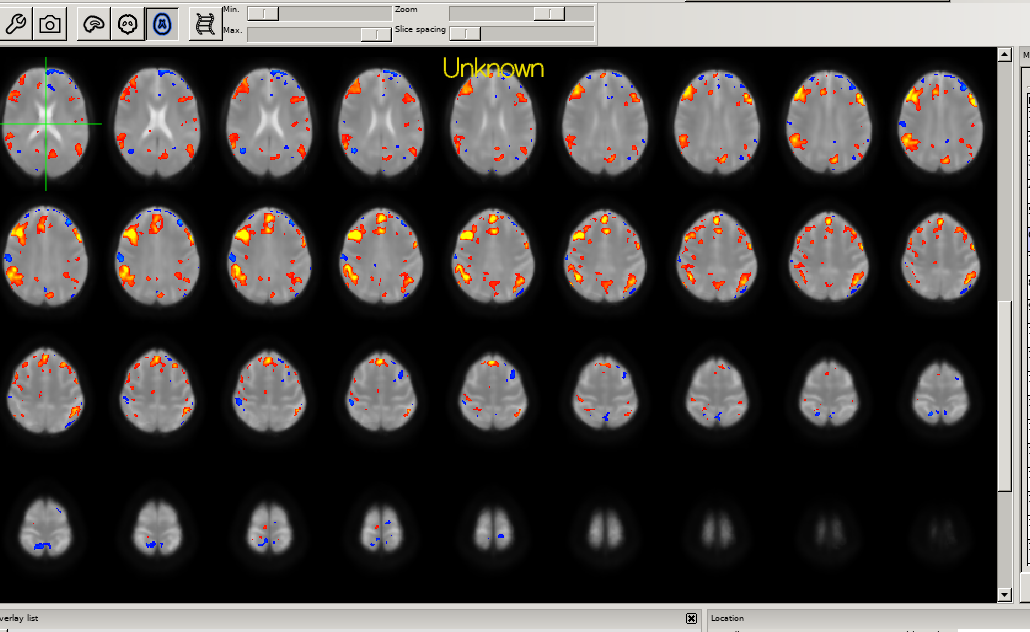 Min.
Zoom
Max.
Slice spacing
Unknown
M
verlay list
Location